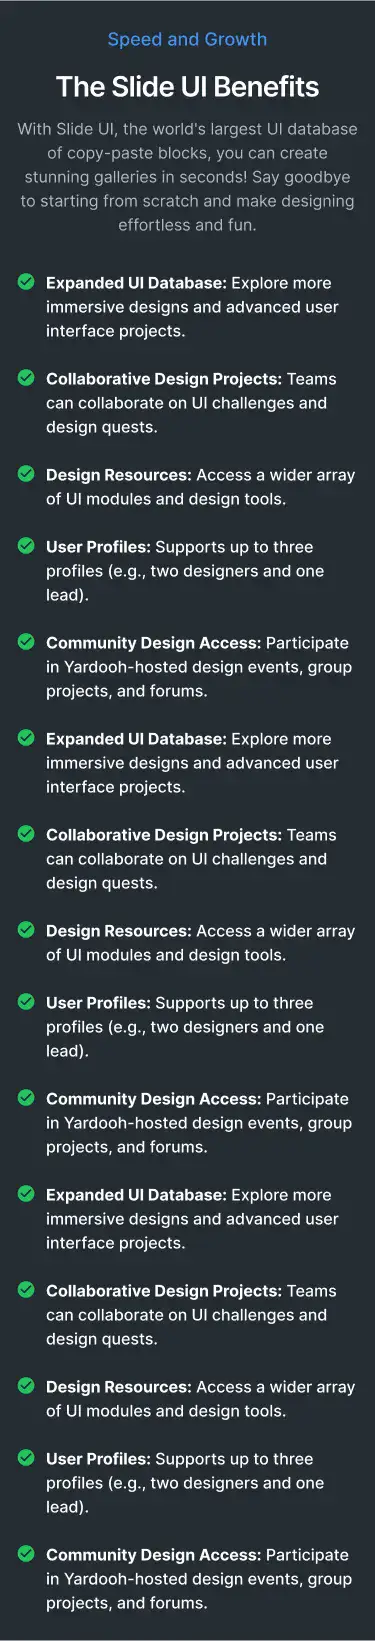 Speed and Growth
The Slide UI Benefits
With Slide UI, the world's largest UI database
of copy-paste blocks, you can create
stunning galleries in seconds! Say goodbye
to starting from scratch and make designing
effortless and fun.
Expanded UI Database: Explore more
immersive designs and advanced user
interface projects.
Collaborative Design Projects: Teams
can collaborate on UI challenges and
design quests.
Design Resources: Access a wider array
of UI modules and design tools.
User Profiles: Supports up to three
profiles (e.g., two designers and one
lead).
Community Design Access: Participate
in Yardooh-hosted design events, group
projects, and forums.
Expanded UI Database: Explore more
immersive designs and advanced user
interface projects.
Collaborative Design Projects: Teams
can collaborate on UI challenges and
design quests.
Design Resources: Access a wider array
of UI modules and design tools.
User Profiles: Supports up to three
profiles (e.g., two designers and one
lead).
Community Design Access: Participate
in Yardooh-hosted design events, group
projects, and forums.
Expanded UI Database: Explore more
immersive designs and advanced user
interface projects.
Collaborative Design Projects: Teams
can collaborate on UI challenges and
design quests.
Design Resources: Access a wider array
of UI modules and design tools.
User Profiles: Supports up to three
profiles (e.g., two designers and one
lead).
Community Design Access: Participate
in Yardooh-hosted design events, group
projects, and forums.